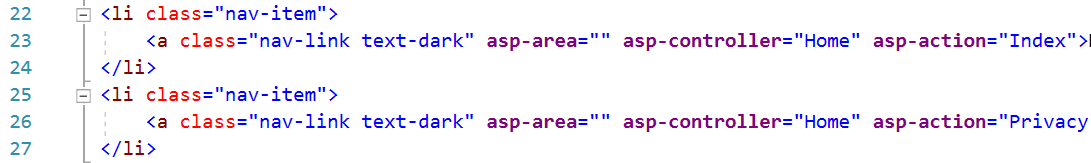 22 <li class="nav-item">
23 <a class="nav-link text-dark" asp-area="" asp-controller="Home" asp-action="Index">
24 </li>
25 <li class="nav-item">
26 <a class="nav-link text-dark" asp-area="" asp-controller="Home" asp-action="Privacy
27 </li>